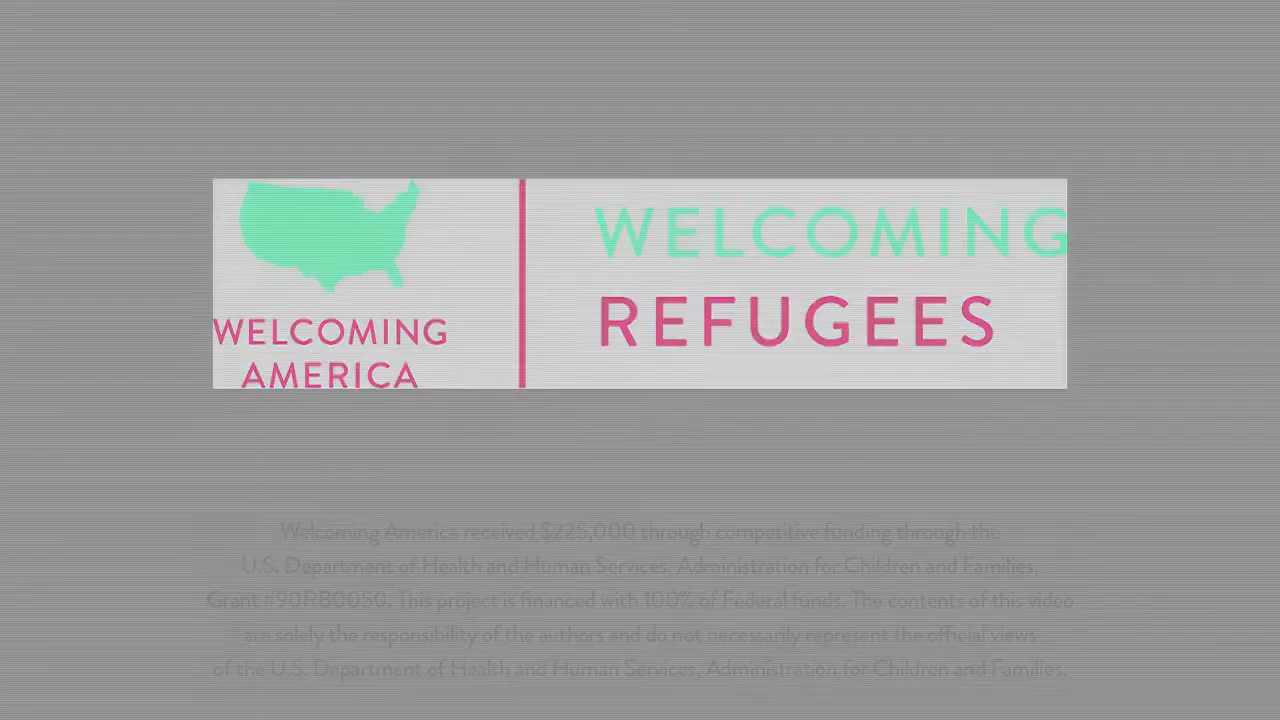 WELCOMING
AMERICA
WELCOMING
REFUGEES
Welcoming America received $225,000 through competitive funding through the
U.S. Department of Health and Human Services, Administration for Children and Families,
Grant #90RB0050. This project is financed with 100% of Federal funds. The contents of this video
are solely the responsibility of the authors and do not necessarily represent the official views
of the U.S. Department of Health and Human Services, Administration for Children and Families.